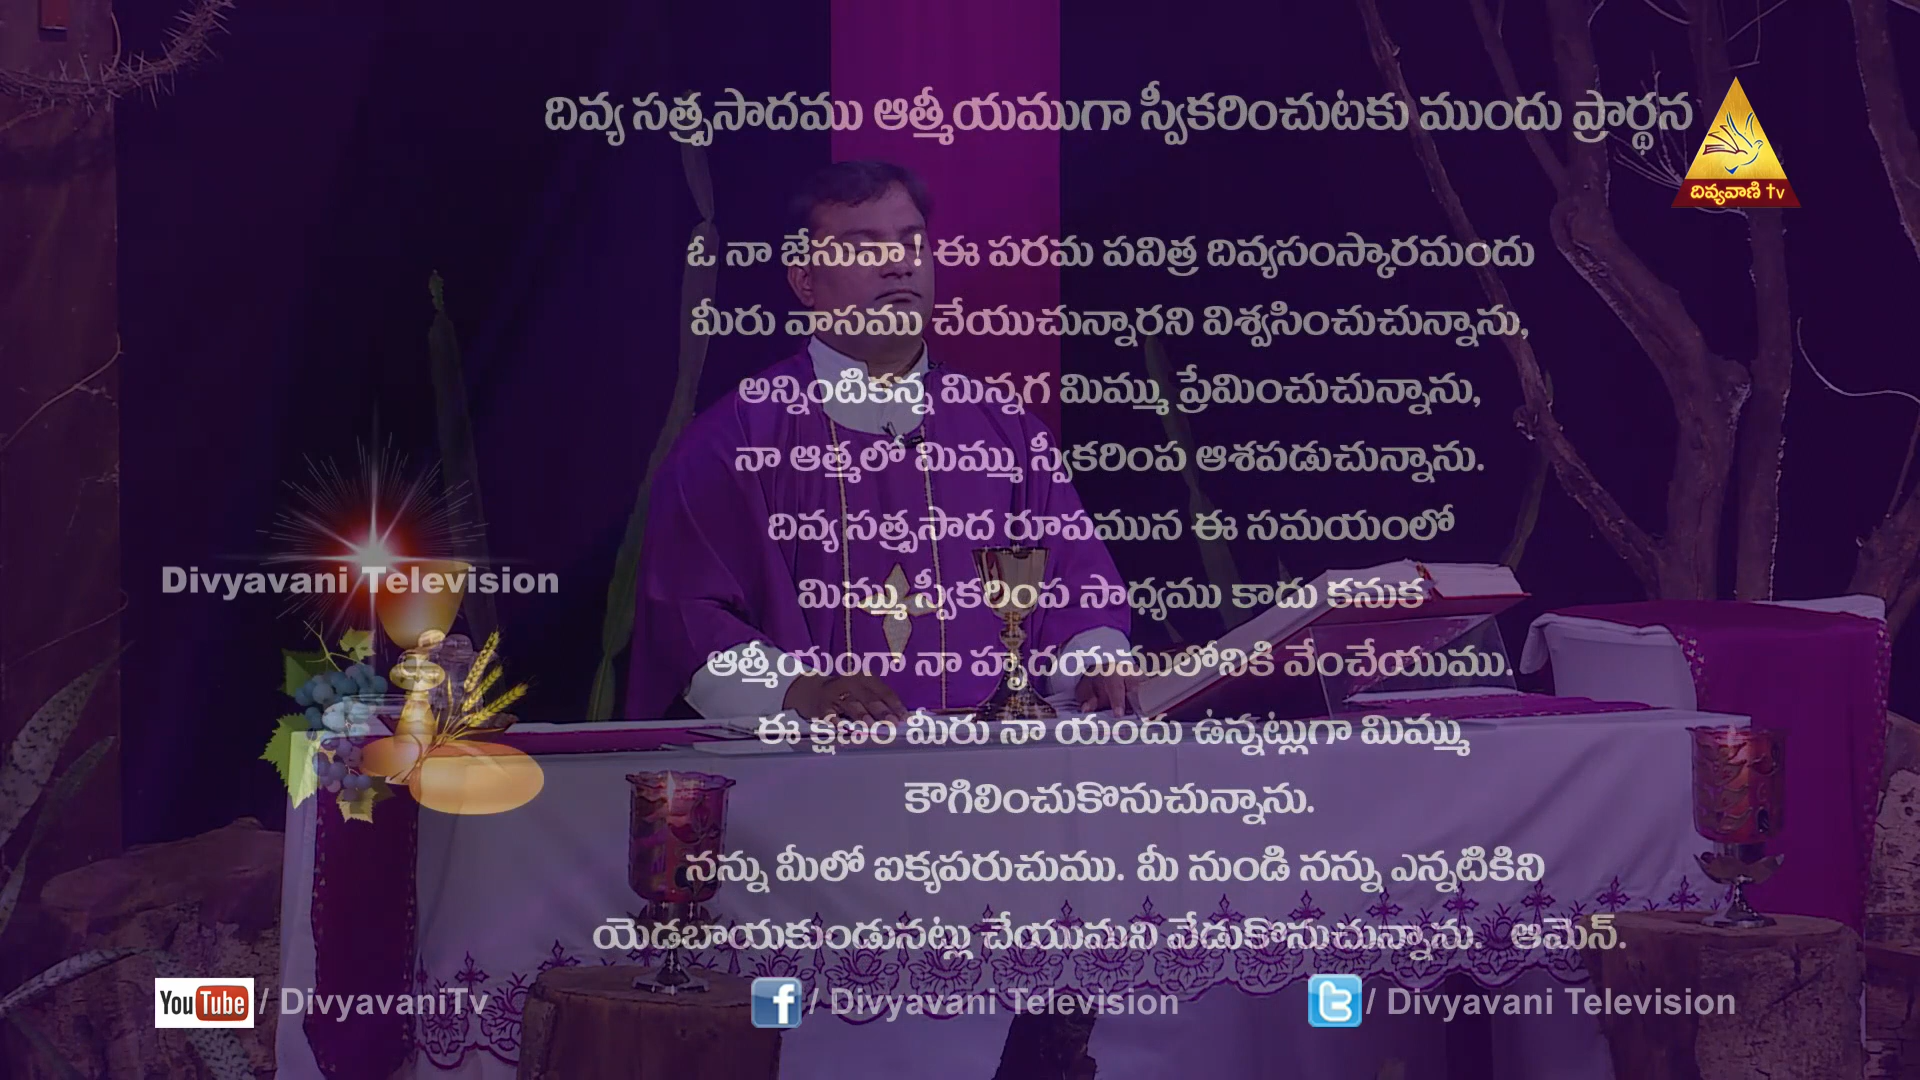 దివ్య సత్ప్రసాదము ఆత్మీయముగా స్వీకరించుటకు ముందు ప్రార్థన
దివ్యవాణి tv
ఓ నా జేసువా ! ఈ పరమ పవిత్ర దివ్యసంస్కారమందు
మీరు వాసము చేయుచున్నారని విశ్వసించుచున్నాను,
అన్నింటికన్న మిన్నగ మిమ్ము ప్రేమించుచున్నాను,
నా ఆత్మలో మిమ్ము స్వీకరింప ఆశపడుచున్నాను.
దివ్య సత్ప్రసాద రూపమున ఈ సమయంలో
Divyavani Television
మిమ్ము స్వీకరింప సాధ్యము కాదు కనుక
ఆత్మీయంగా నా హృదయములోనికి వేంచేయుము.
ఈ క్షణం మీరు నా యందు ఉన్నట్లుగా మిమ్ము
కౌగిలించుకొనుచున్నాను.
నన్ను మీలో ఐక్యపరుచుము. మీ నుండి నన్ను ఎన్నటికిని
యెడబాయకుండునట్లు చేయుమని వేడుకొనుచున్నాను. ఆమెన్.
YouTube / DivyavaniTv
f / Divyavani Television
t / Divyavani Television